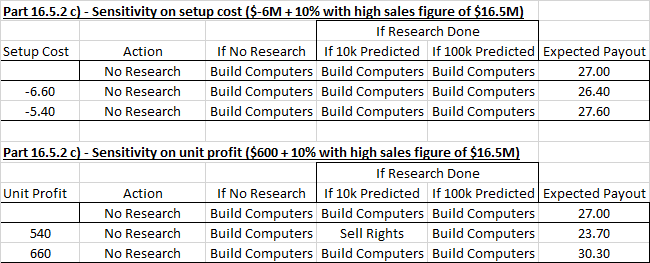 Part 16.5.2 c) - Sensitivity on setup cost ($-6M + 10% with high sales figure of $16.5M)
If Research Done
Setup Cost Action If No Research If 10k Predicted If 100k Predicted Expected Payout
No Research Build Computers Build Computers Build Computers 27.00
-6.60 No Research Build Computers Build Computers Build Computers 26.40
-5.40 No Research Build Computers Build Computers Build Computers 27.60
Part 16.5.2 c) - Sensitivity on unit profit ($600 + 10% with high sales figure of $16.5M)
If Research Done
Unit Profit Action If No Research If 10k Predicted If 100k Predicted Expected Payout
No Research Build Computers Build Computers Build Computers 27.00
540 No Research Build Computers Sell Rights Build Computers 23.70
660 No Research Build Computers Build Computers Build Computers 30.30